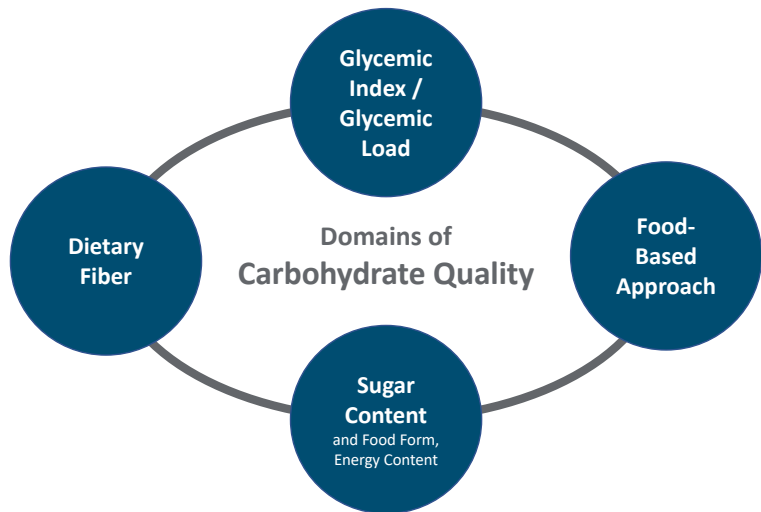 Glycemic
Index /
Glycemic
Load
Dietary
Fiber
Domains of
Carbohydrate Quality
Food-
Based
Approach
Sugar
Content
and Food Form,
Energy Content